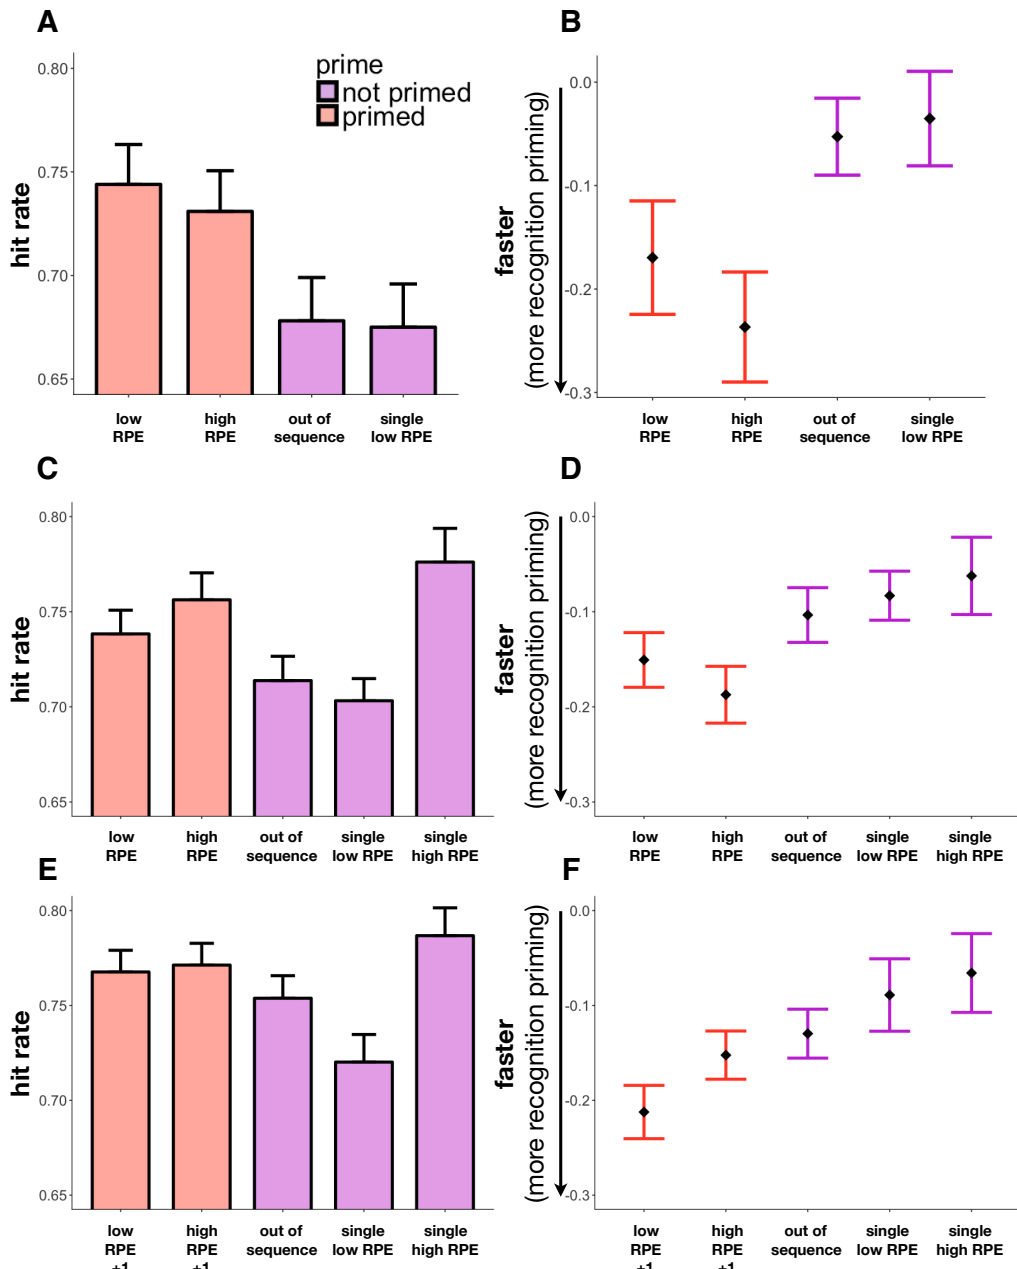 A
0.80
0.75
0.70
0.65
hit rate
prime
not primed
primed
low
RPE
high
RPE
out of
sequence
single
low RPE
B
0.0
-0.1
-0.2
-0.3
faster
(more recognition priming)
low
RPE
high
RPE
out of
sequence
single
low RPE
C
0.80
0.75
0.70
0.65
hit rate
low
RPE
high
RPE
out of
sequence
single
low RPE
single
high RPE
D
0.0
-0.1
-0.2
-0.3
faster
(more recognition priming)
low
RPE
high
RPE
out of
sequence
single
low RPE
single
high RPE
E
0.80
0.75
0.70
0.65
hit rate
low
RPE
+1
high
RPE
+1
out of
sequence
single
low RPE
single
high RPE
F
0.0
-0.1
-0.2
-0.3
faster
(more recognition priming)
low
RPE
+1
high
RPE
+1
out of
sequence
single
low RPE
single
high RPE